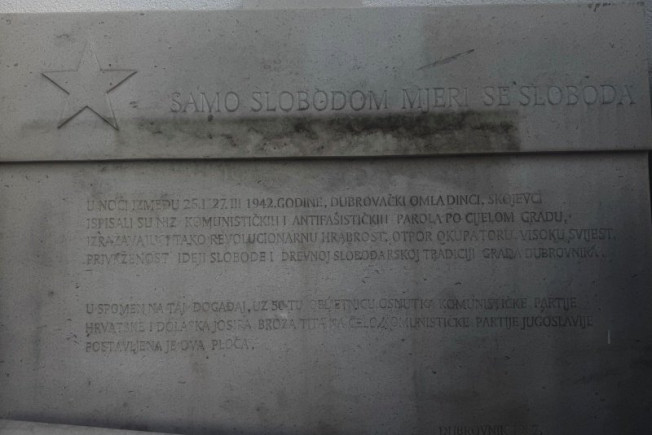 SAMO SLOBODOM MJERI SE SLOBODA
U NOĆI IZMEĐU 26. I 27. III 1942. GODINE, DUBROVAČKI OMLADINCI, SKOJEVCI
ISPISALI SU NIZ KOMUNISTIČKIH I ANTIFAŠISTIČKIH PAROLA PO CIJELOM GRADU,
IZRAŽAVAJUĆI TAKO REVOLUCIONARNU HRABROST, OTPOR OKUPATORU, VISOKU SVIJEST,
PRIVRŽENOST IDEJI SLOBODE I DREVNOJ SLOBODARSKOJ TRADICIJI GRADA DUBROVNIKA.
U SPOMEN NA TAJ DOGAĐAJ, UZ 50-TU OBLJETNICU OSNUTKA KOMUNISTIČKE PARTIJE
HRVATSKE I DOLASKA JOSIPA BROZA TITA NA ČELO KOMUNISTIČKE PARTIJE JUGOSLAVIJE
POSTAVLJENA JE OVA PLOČA.